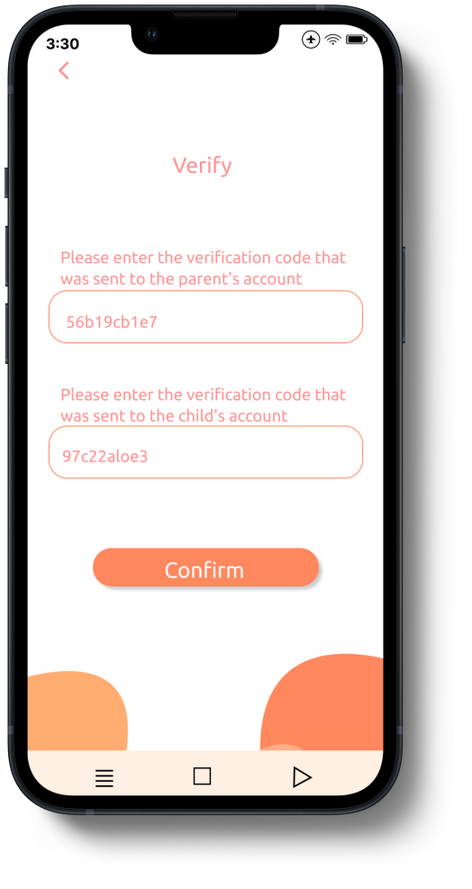 3:30
Verify
Please enter the verification code that
was sent to the parent's account
56b19cb1e7
Please enter the verification code that
was sent to the child's account
97c22aloe3
Confirm